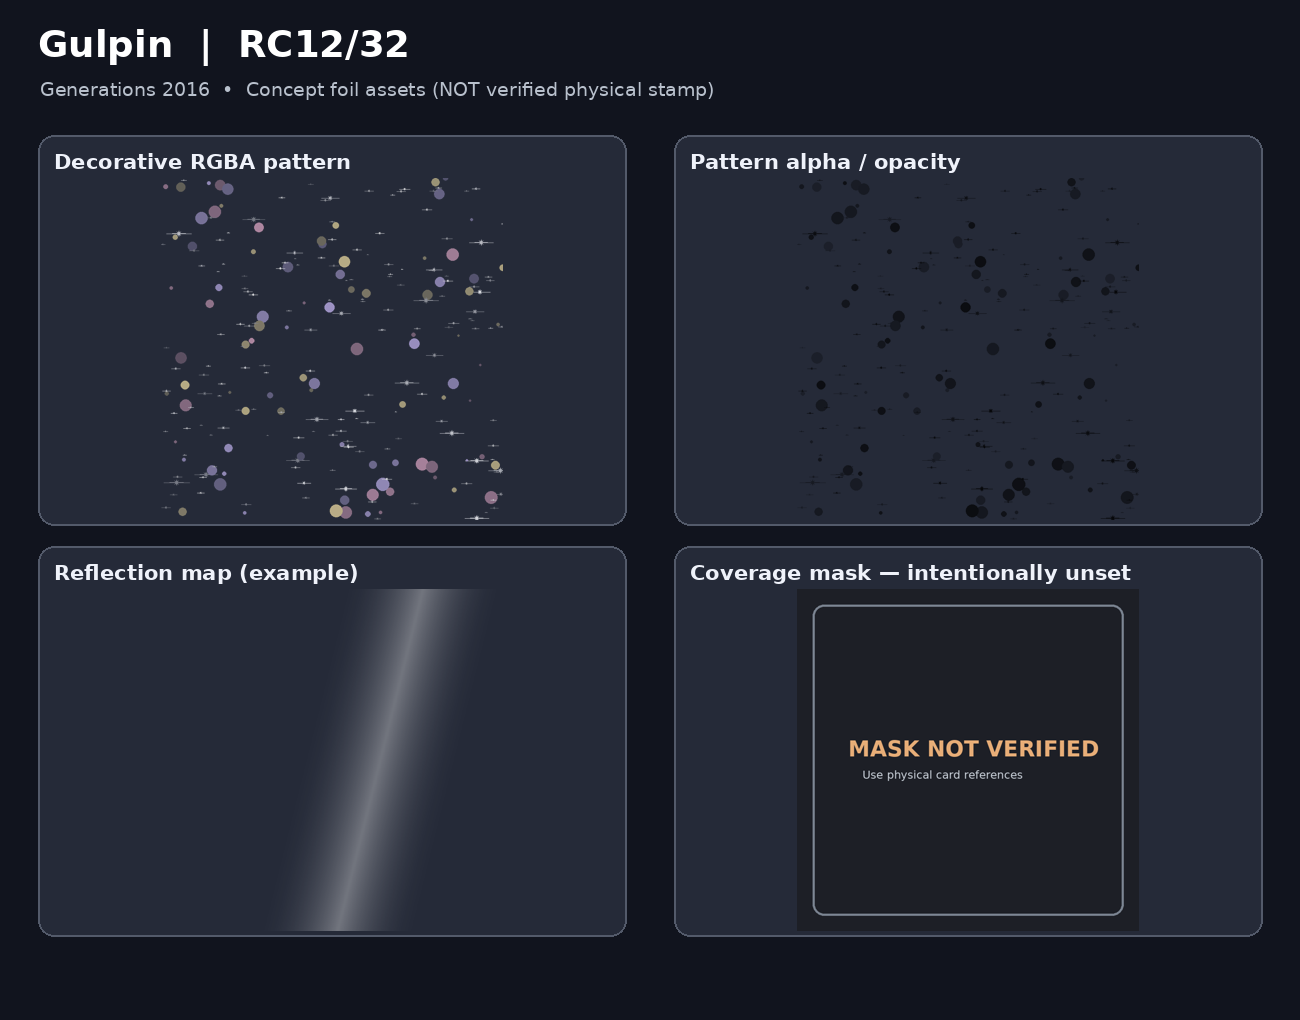 Gulpin | RC12/32
Generations 2016 • Concept foil assets (NOT verified physical stamp)
Decorative RGBA pattern
Pattern alpha / opacity
Reflection map (example)
Coverage mask — intentionally unset
MASK NOT VERIFIED
Use physical card references